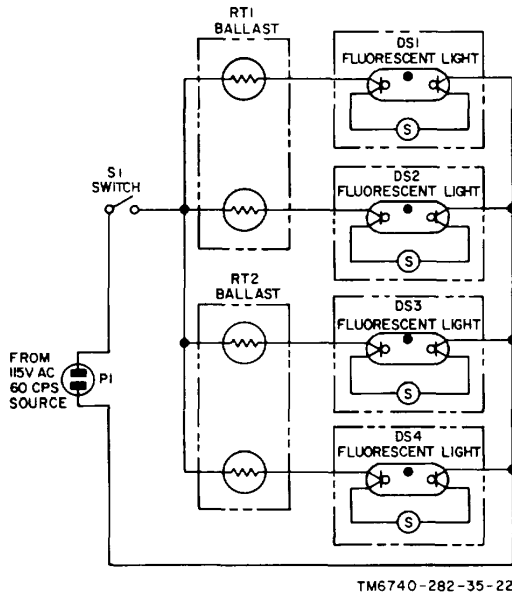 RT1
BALLAST
DS1
FLUORESCENT LIGHT
S
S1
SWITCH
DS2
FLUORESCENT LIGHT
S
RT2
BALLAST
DS3
FLUORESCENT LIGHT
S
FROM
115V AC
60 CPS
SOURCE
P1
DS4
FLUORESCENT LIGHT
S
TM6740-282-35-22